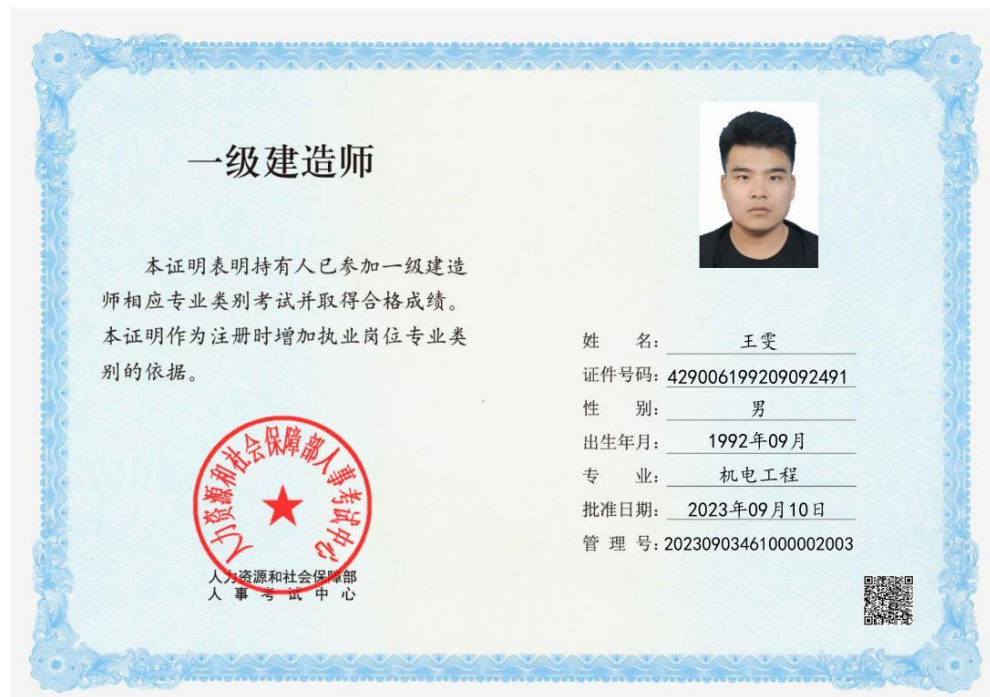 一级建造师
本证明表明持有人已参加一级建造
师相应专业类别考试并取得合格成绩。
本证明作为注册时增加执业岗位专业类
别的依据。
姓 名: 王雯
证件号码: 429006199209092491
性 别: 男
出生年月: 1992年09月
专 业: 机电工程
批准日期: 2023年09月10日
管 理 号: 20230903461000002003
人力资源和社会保障部人事考试中心
人力资源和社会保障部
人 事 考 试 中 心